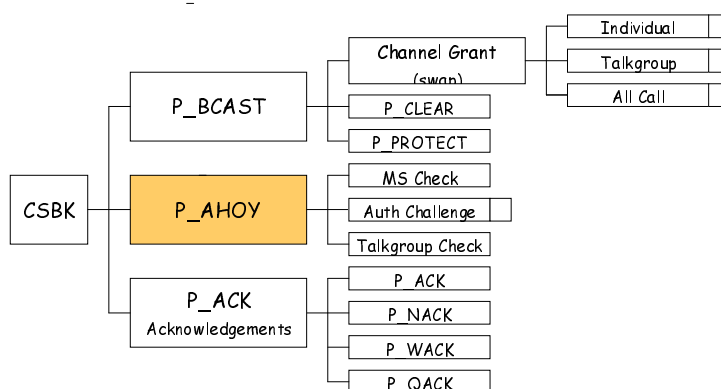 CSBK
P_BCAST
Channel Grant
(swap)
Individual
Talkgroup
All Call
P_CLEAR
P_PROTECT
P_AHOY
MS Check
Auth Challenge
Talkgroup Check
P_ACK
Acknowledgements
P_ACK
P_NACK
P_WACK
P_QACK